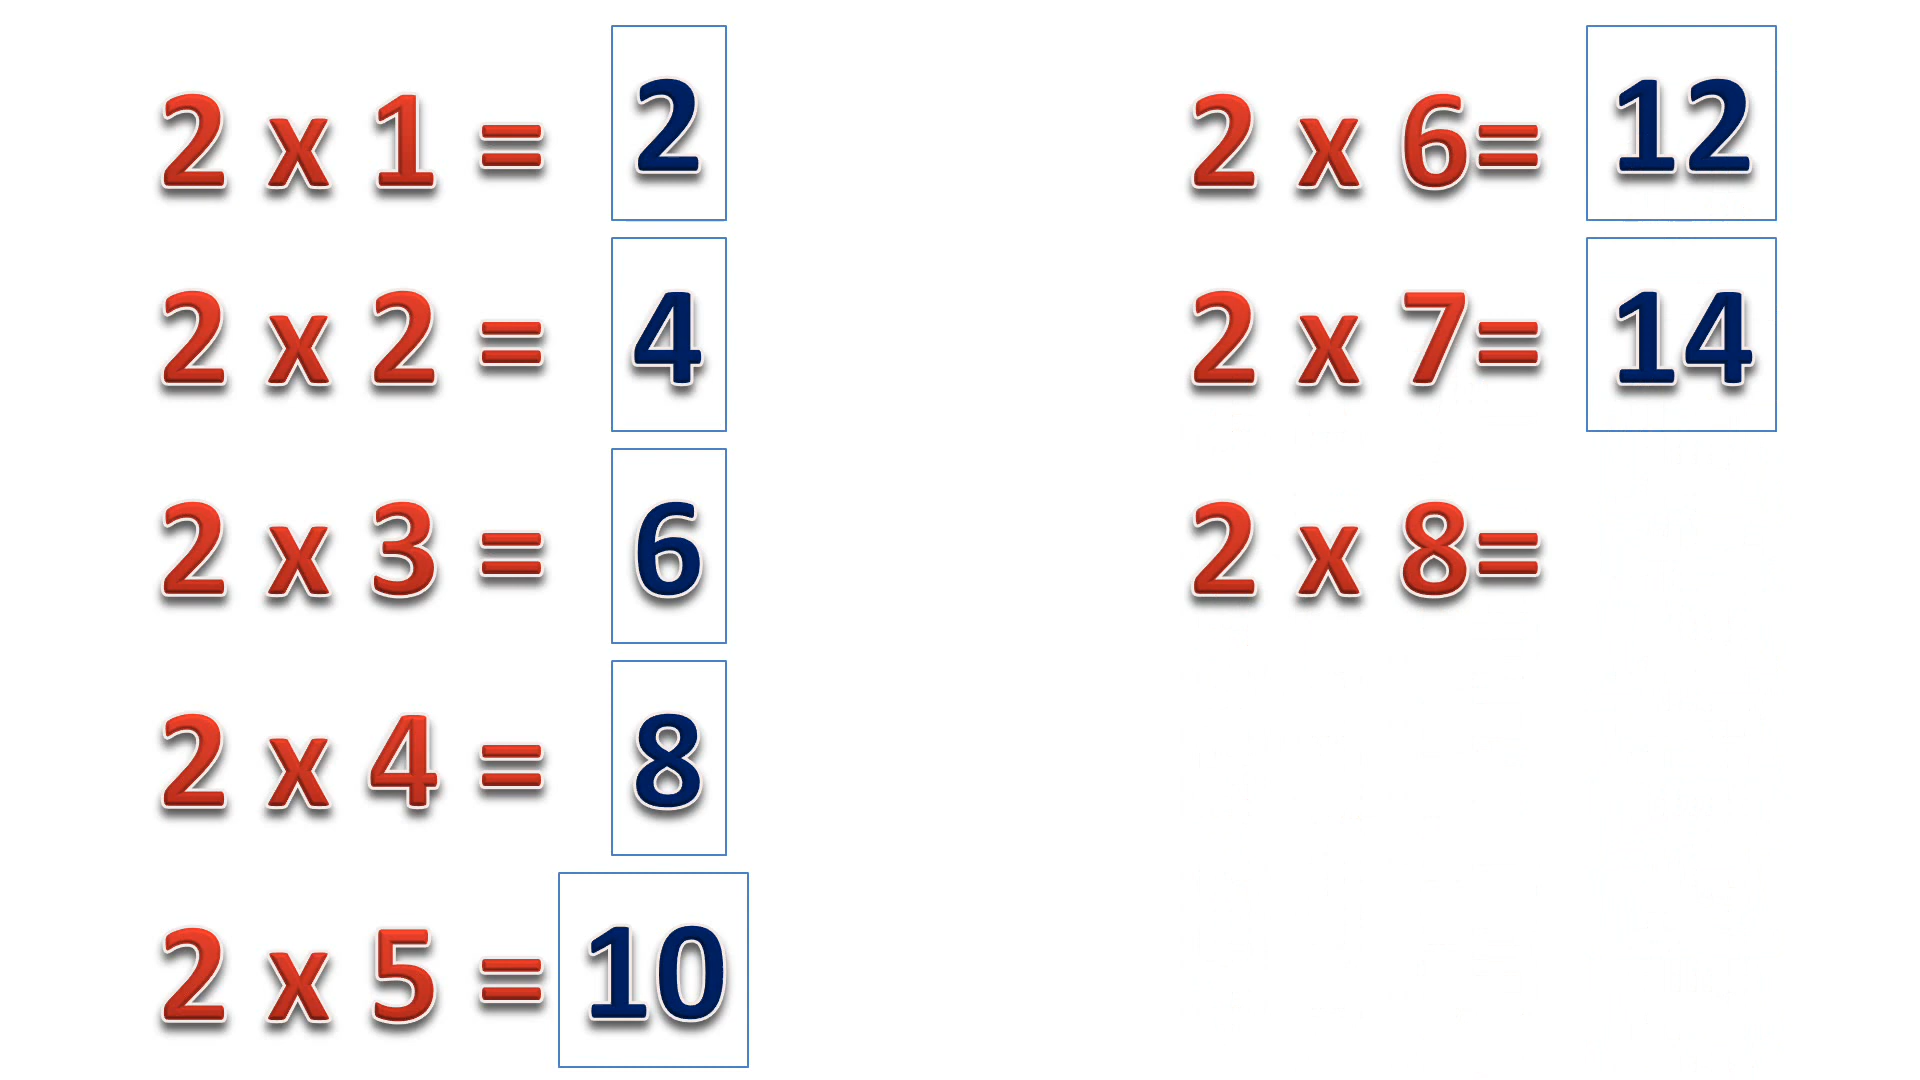 2 x 1 = 2
2 x 2 = 4
2 x 3 = 6
2 x 4 = 8
2 x 5 = 10
2 x 6= 12
2 x 7= 14
2 x 8=